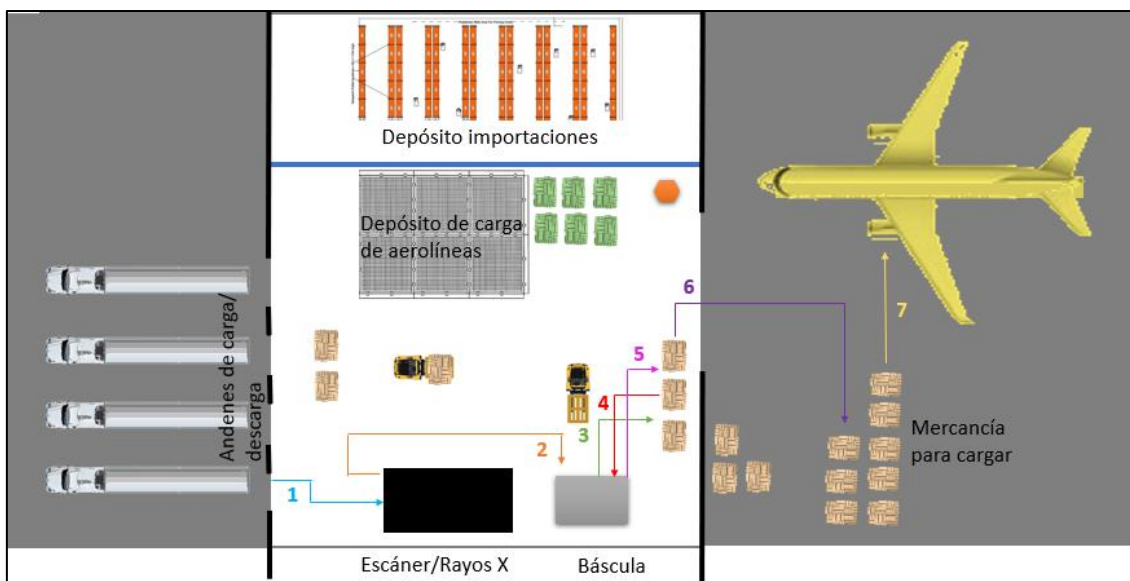 Depósito importaciones
Depósito de carga
de aerolíneas
Andenes de carga/
descarga
1
2
3
4
5
6
7
Mercancía
para cargar
Escáner/Rayos X
Báscula